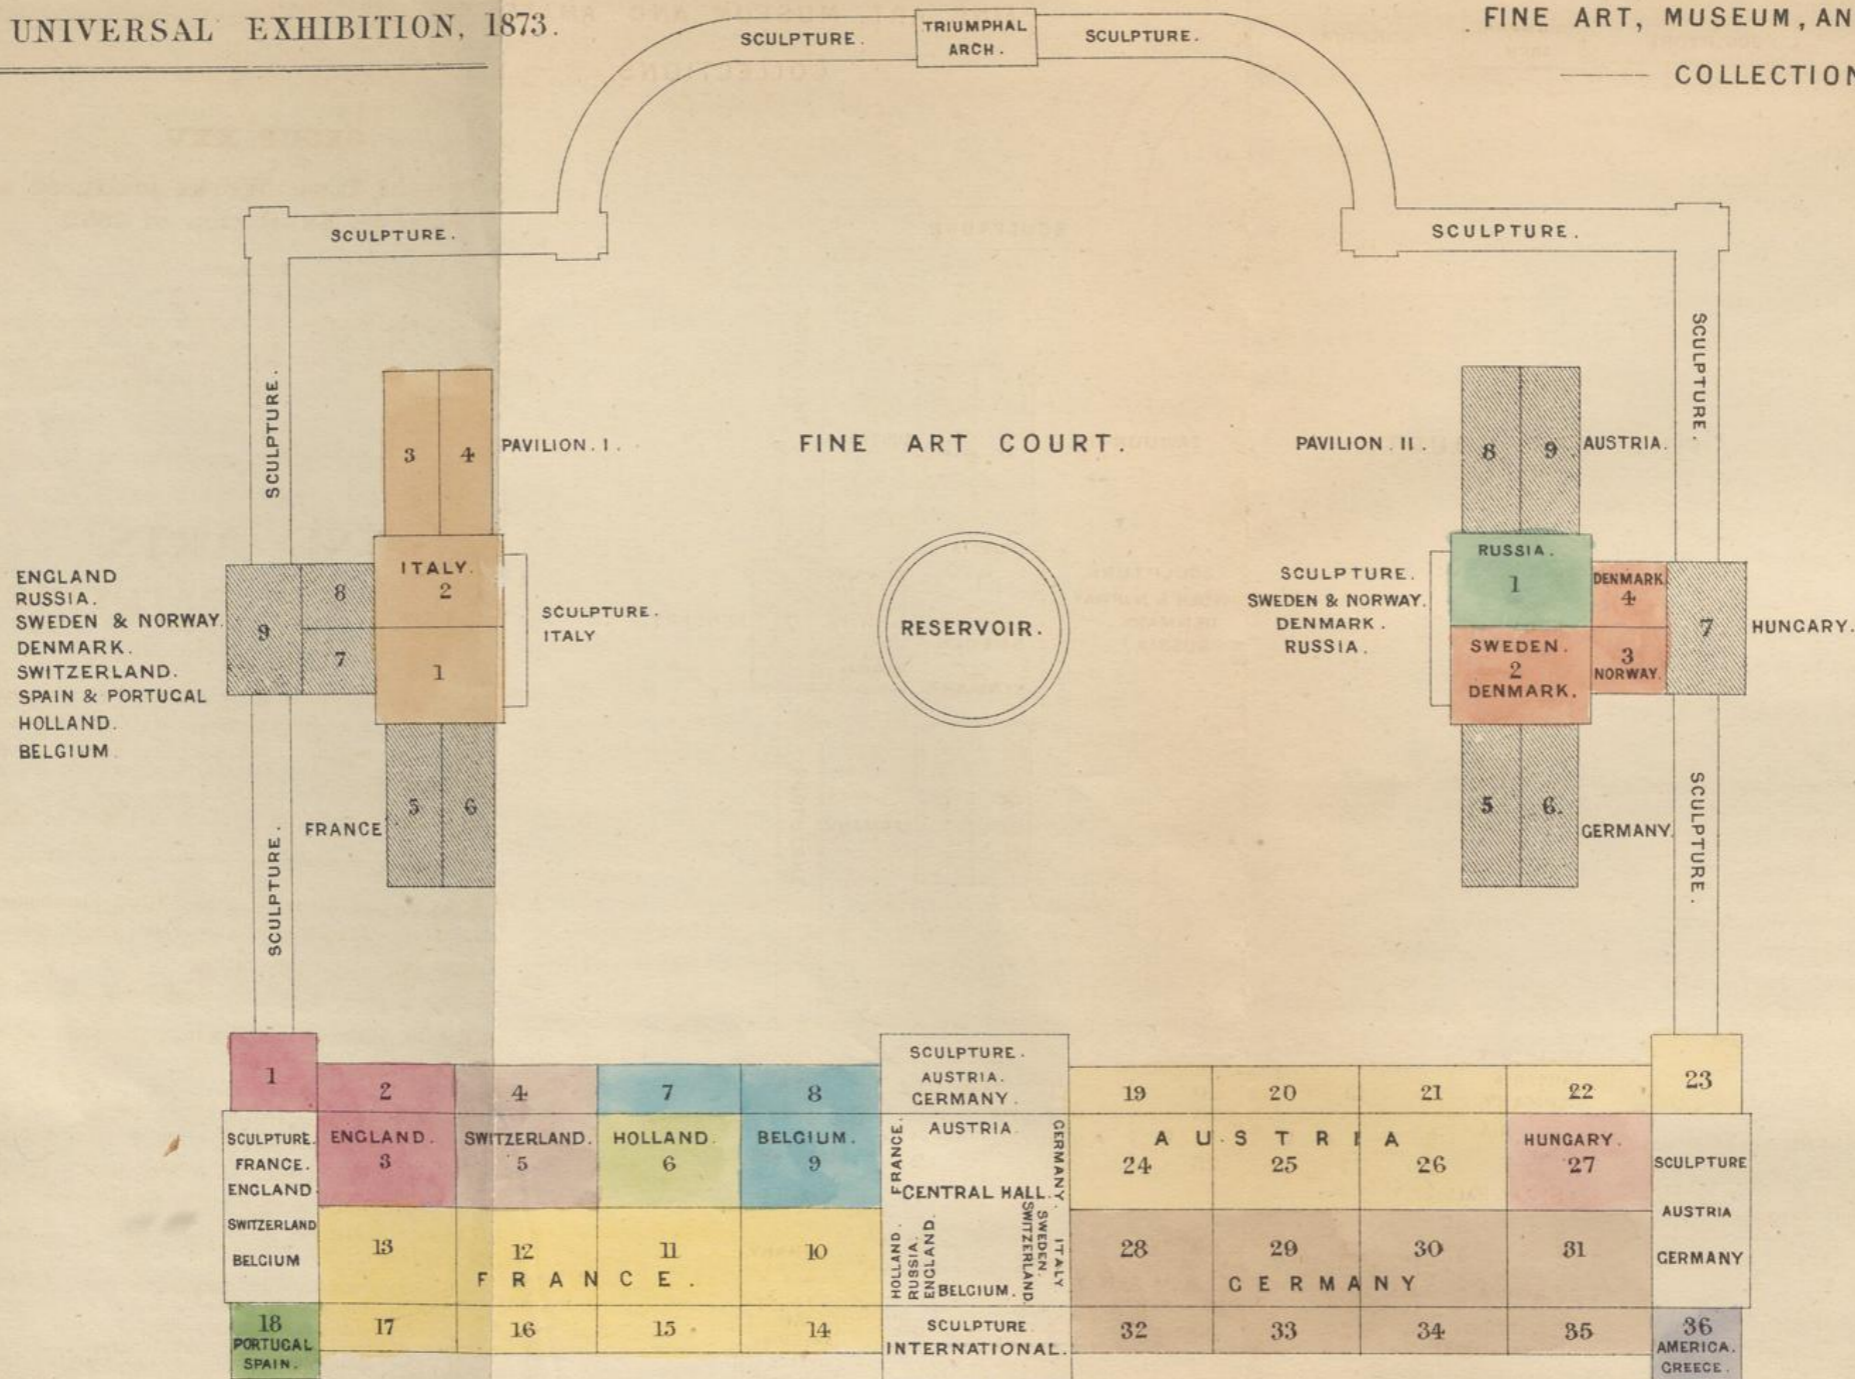 UNIVERSAL EXHIBITION, 1873.
FINE ART, MUSEUM, AN
COLLECTION
SCULPTURE.
TRIUMPHAL
ARCH.
SCULPTURE.
SCULPTURE.
SCULPTURE.
SCULPTURE.
SCULPTURE.
3
4
PAVILION. I.
FINE ART COURT.
PAVILION. II.
8
9
AUSTRIA.
ENGLAND
RUSSIA.
SWEDEN & NORWAY.
DENMARK.
SWITZERLAND.
SPAIN & PORTUGAL
HOLLAND.
BELGIUM.
9
8
7
ITALY.
2
1
SCULPTURE.
ITALY
RESERVOIR.
SCULPTURE.
SWEDEN & NORWAY.
DENMARK.
RUSSIA.
RUSSIA.
1
SWEDEN.
2
DENMARK.
DENMARK
4
3
NORWAY.
7
HUNGARY.
FRANCE
5
6
5
6.
GERMANY.
SCULPTURE.
SCULPTURE.
1
2
4
7
8
SCULPTURE.
AUSTRIA.
GERMANY.
19
20
21
22
23
SCULPTURE.
FRANCE.
ENGLAND
SWITZERLAND
BELGIUM
ENGLAND.
3
SWITZERLAND.
5
HOLLAND.
6
BELGIUM.
9
FRANCE.
AUSTRIA.
GERMANY.
CENTRAL HALL.
HOLLAND.
RUSSIA.
ENGLAND.
BELGIUM.
SWITZERLAND.
SWEDEN.
ITALY
AUSTRIA
24
25
26
HUNGARY.
27
SCULPTURE
AUSTRIA
GERMANY
13
12
11
10
FRANCE.
28
29
30
31
GERMANY
18
PORTUGAL
SPAIN.
17
16
15
14
SCULPTURE
INTERNATIONAL.
32
33
34
35
36
AMERICA.
GREECE.